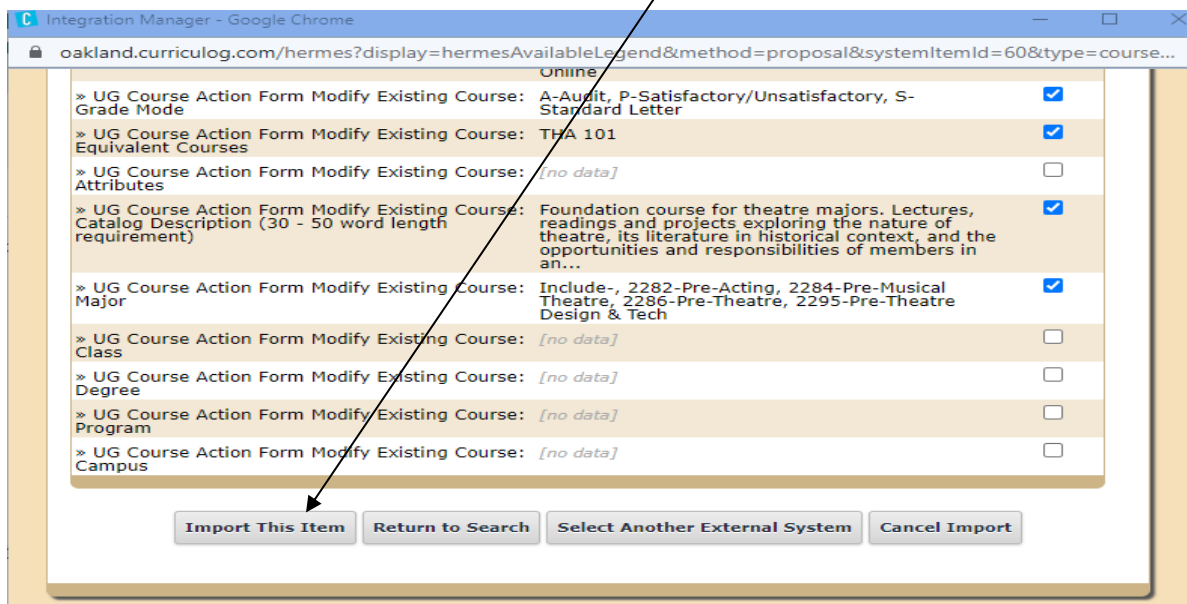 Integration Manager - Google Chrome
oakland.curriculog.com/hermes?display=hermesAvailableLegend&method=proposal&systemItemId=60&type=course...
Online
» UG Course Action Form Modify Existing Course: A-Audit, P-Satisfactory/Unsatisfactory, S-
Grade Mode Standard Letter
» UG Course Action Form Modify Existing Course: THA 101
Equivalent Courses
» UG Course Action Form Modify Existing Course: [no data]
Attributes
» UG Course Action Form Modify Existing Course: Foundation course for theatre majors. Lectures,
Catalog Description (30 - 50 word length readings and projects exploring the nature of
requirement) theatre, its literature in historical context, and the
opportunities and responsibilities of members in
an...
» UG Course Action Form Modify Existing Course: Include-, 2282-Pre-Acting, 2284-Pre-Musical
Major Theatre, 2286-Pre-Theatre, 2295-Pre-Theatre
Design & Tech
» UG Course Action Form Modify Existing Course: [no data]
Class
» UG Course Action Form Modify Existing Course: [no data]
Degree
» UG Course Action Form Modify Existing Course: [no data]
Program
» UG Course Action Form Modify Existing Course: [no data]
Campus
Import This Item Return to Search Select Another External System Cancel Import